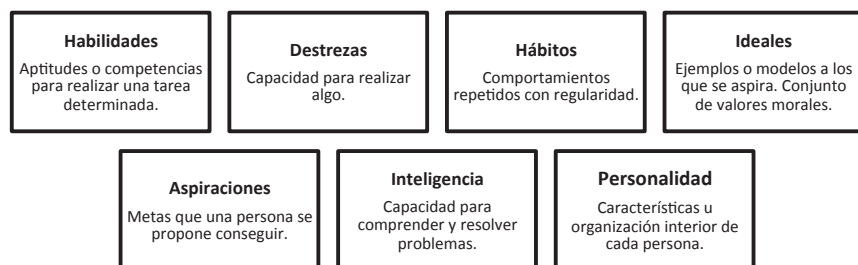 Habilidades
Aptitudes o competencias
para realizar una tarea
determinada.
Destrezas
Capacidad para realizar
algo.
Hábitos
Comportamientos
repetidos con regularidad.
Ideales
Ejemplos o modelos a los
que se aspira. Conjunto
de valores morales.
Aspiraciones
Metas que una persona se
propone conseguir.
Inteligencia
Capacidad para
comprender y resolver
problemas.
Personalidad
Características u
organización interior de
cada persona.